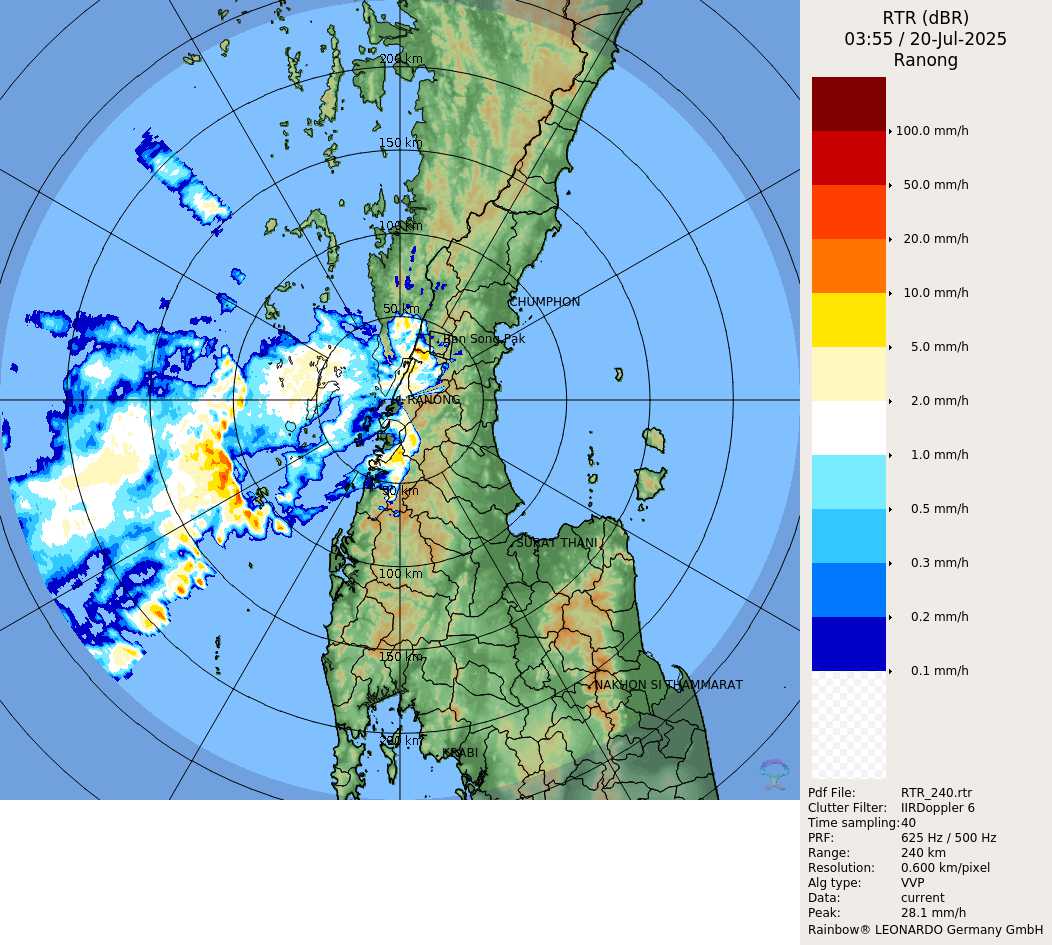 RTR (dBR)
03:55 / 20-Jul-2025
Ranong
100.0 mm/h
50.0 mm/h
20.0 mm/h
10.0 mm/h
5.0 mm/h
2.0 mm/h
1.0 mm/h
0.5 mm/h
0.3 mm/h
0.2 mm/h
0.1 mm/h
200 km
150 km
100 km
50 km
CHUMPHON
Ban Song Pak
RANONG
50 km
SURAT THANI
100 km
150 km
NAKHON SI THAMMARAT
200 km
KRABI
Pdf File: RTR_240.rtr
Clutter Filter: IIRDoppler 6
Time sampling:40
PRF: 625 Hz / 500 Hz
Range: 240 km
Resolution: 0.600 km/pixel
Alg type: VVP
Data: current
Peak: 28.1 mm/h
Rainbow® LEONARDO Germany GmbH